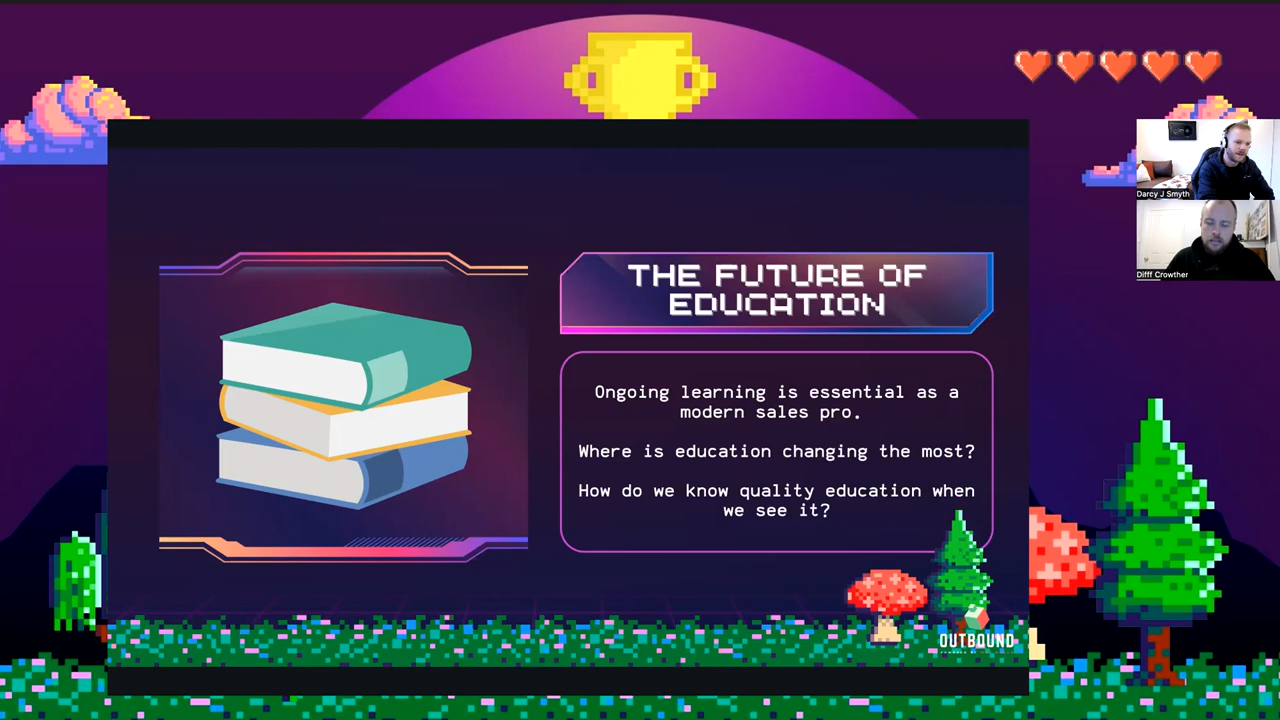 THE FUTURE OF
EDUCATION
Ongoing learning is essential as a
modern sales pro.
Where is education changing the most?
How do we know quality education when
we see it?
OUTBOUND
Darcy J Smyth
Difff Crowther